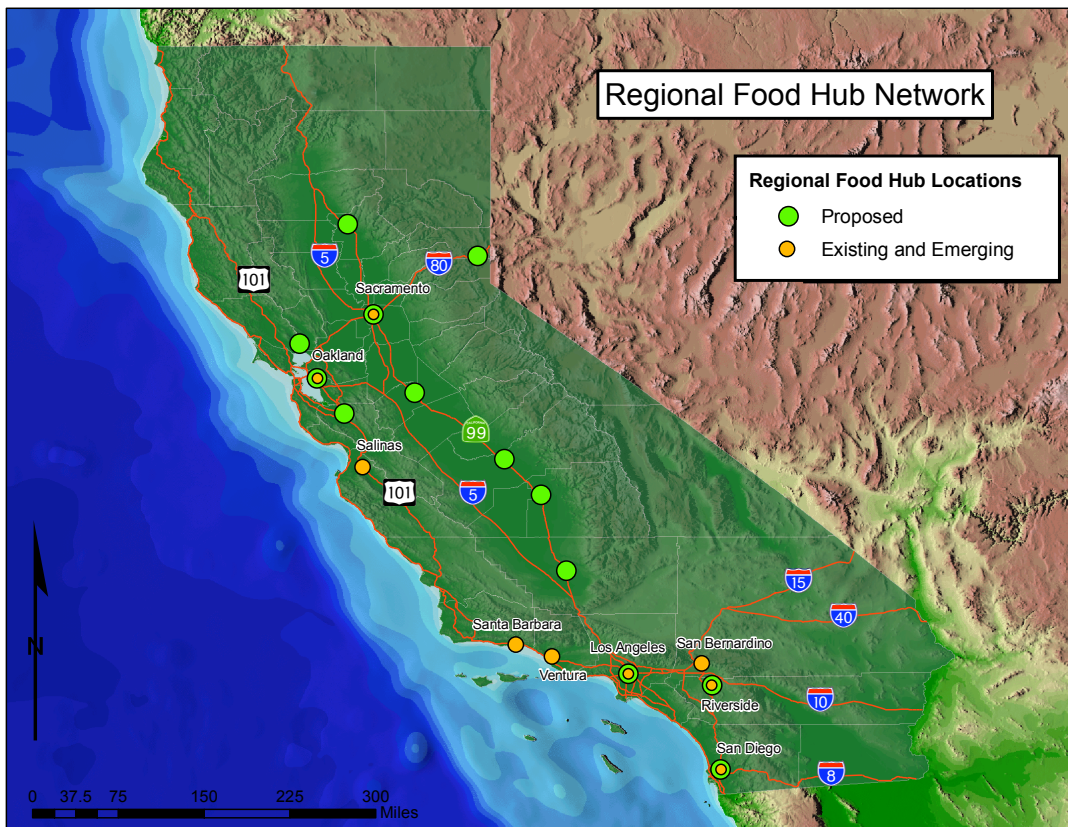 Regional Food Hub Network
Regional Food Hub Locations
Proposed
Existing and Emerging
5
80
101
Sacramento
Oakland
99
Salinas
101
5
15
40
Santa Barbara
Los Angeles
San Bernardino
Ventura
Riverside
10
San Diego
8
N
0 37.5 75 150 225 300
Miles